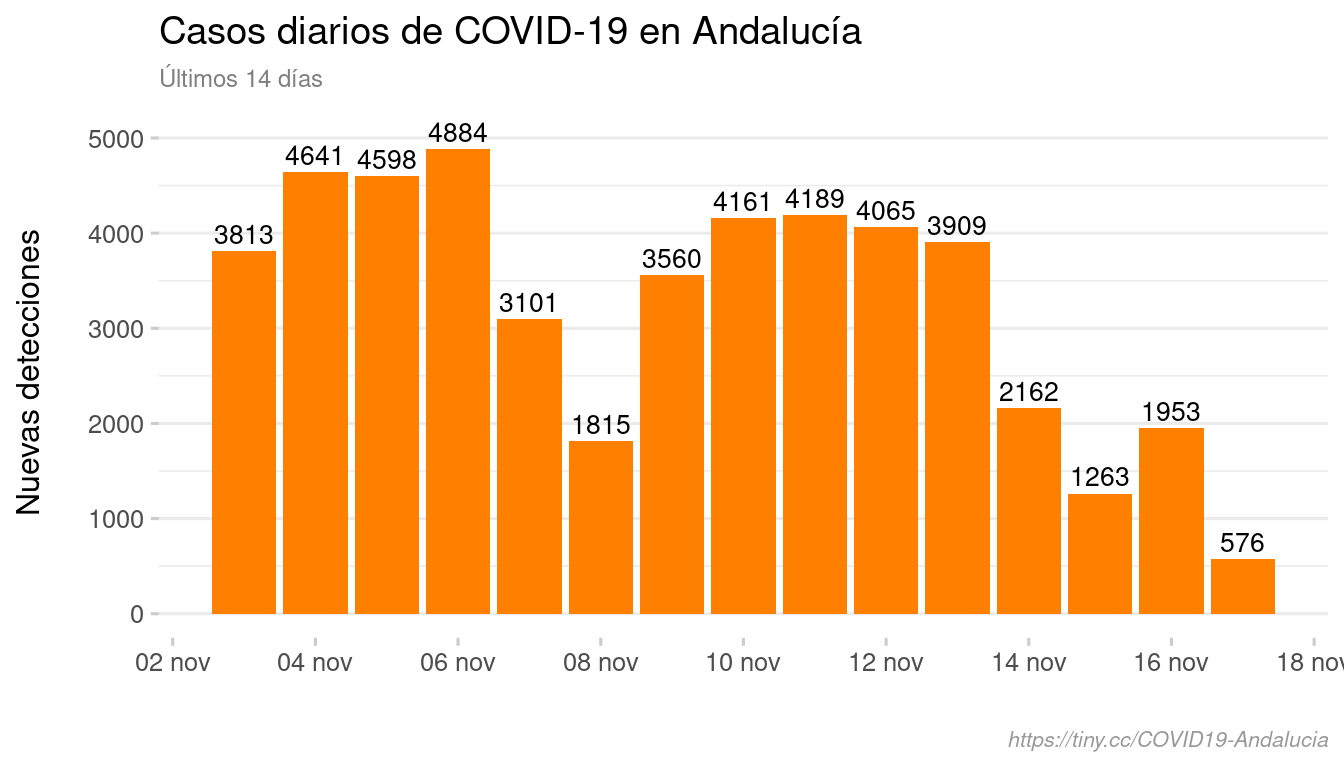 Casos diarios de COVID-19 en Andalucía
Últimos 14 días
Nuevas detecciones
5000
4000
3000
2000
1000
0
3813
4641
4598
4884
3101
1815
3560
4161
4189
4065
3909
2162
1263
1953
576
02 nov
04 nov
06 nov
08 nov
10 nov
12 nov
14 nov
16 nov
18 nov
https://tiny.cc/COVID19-Andalucia